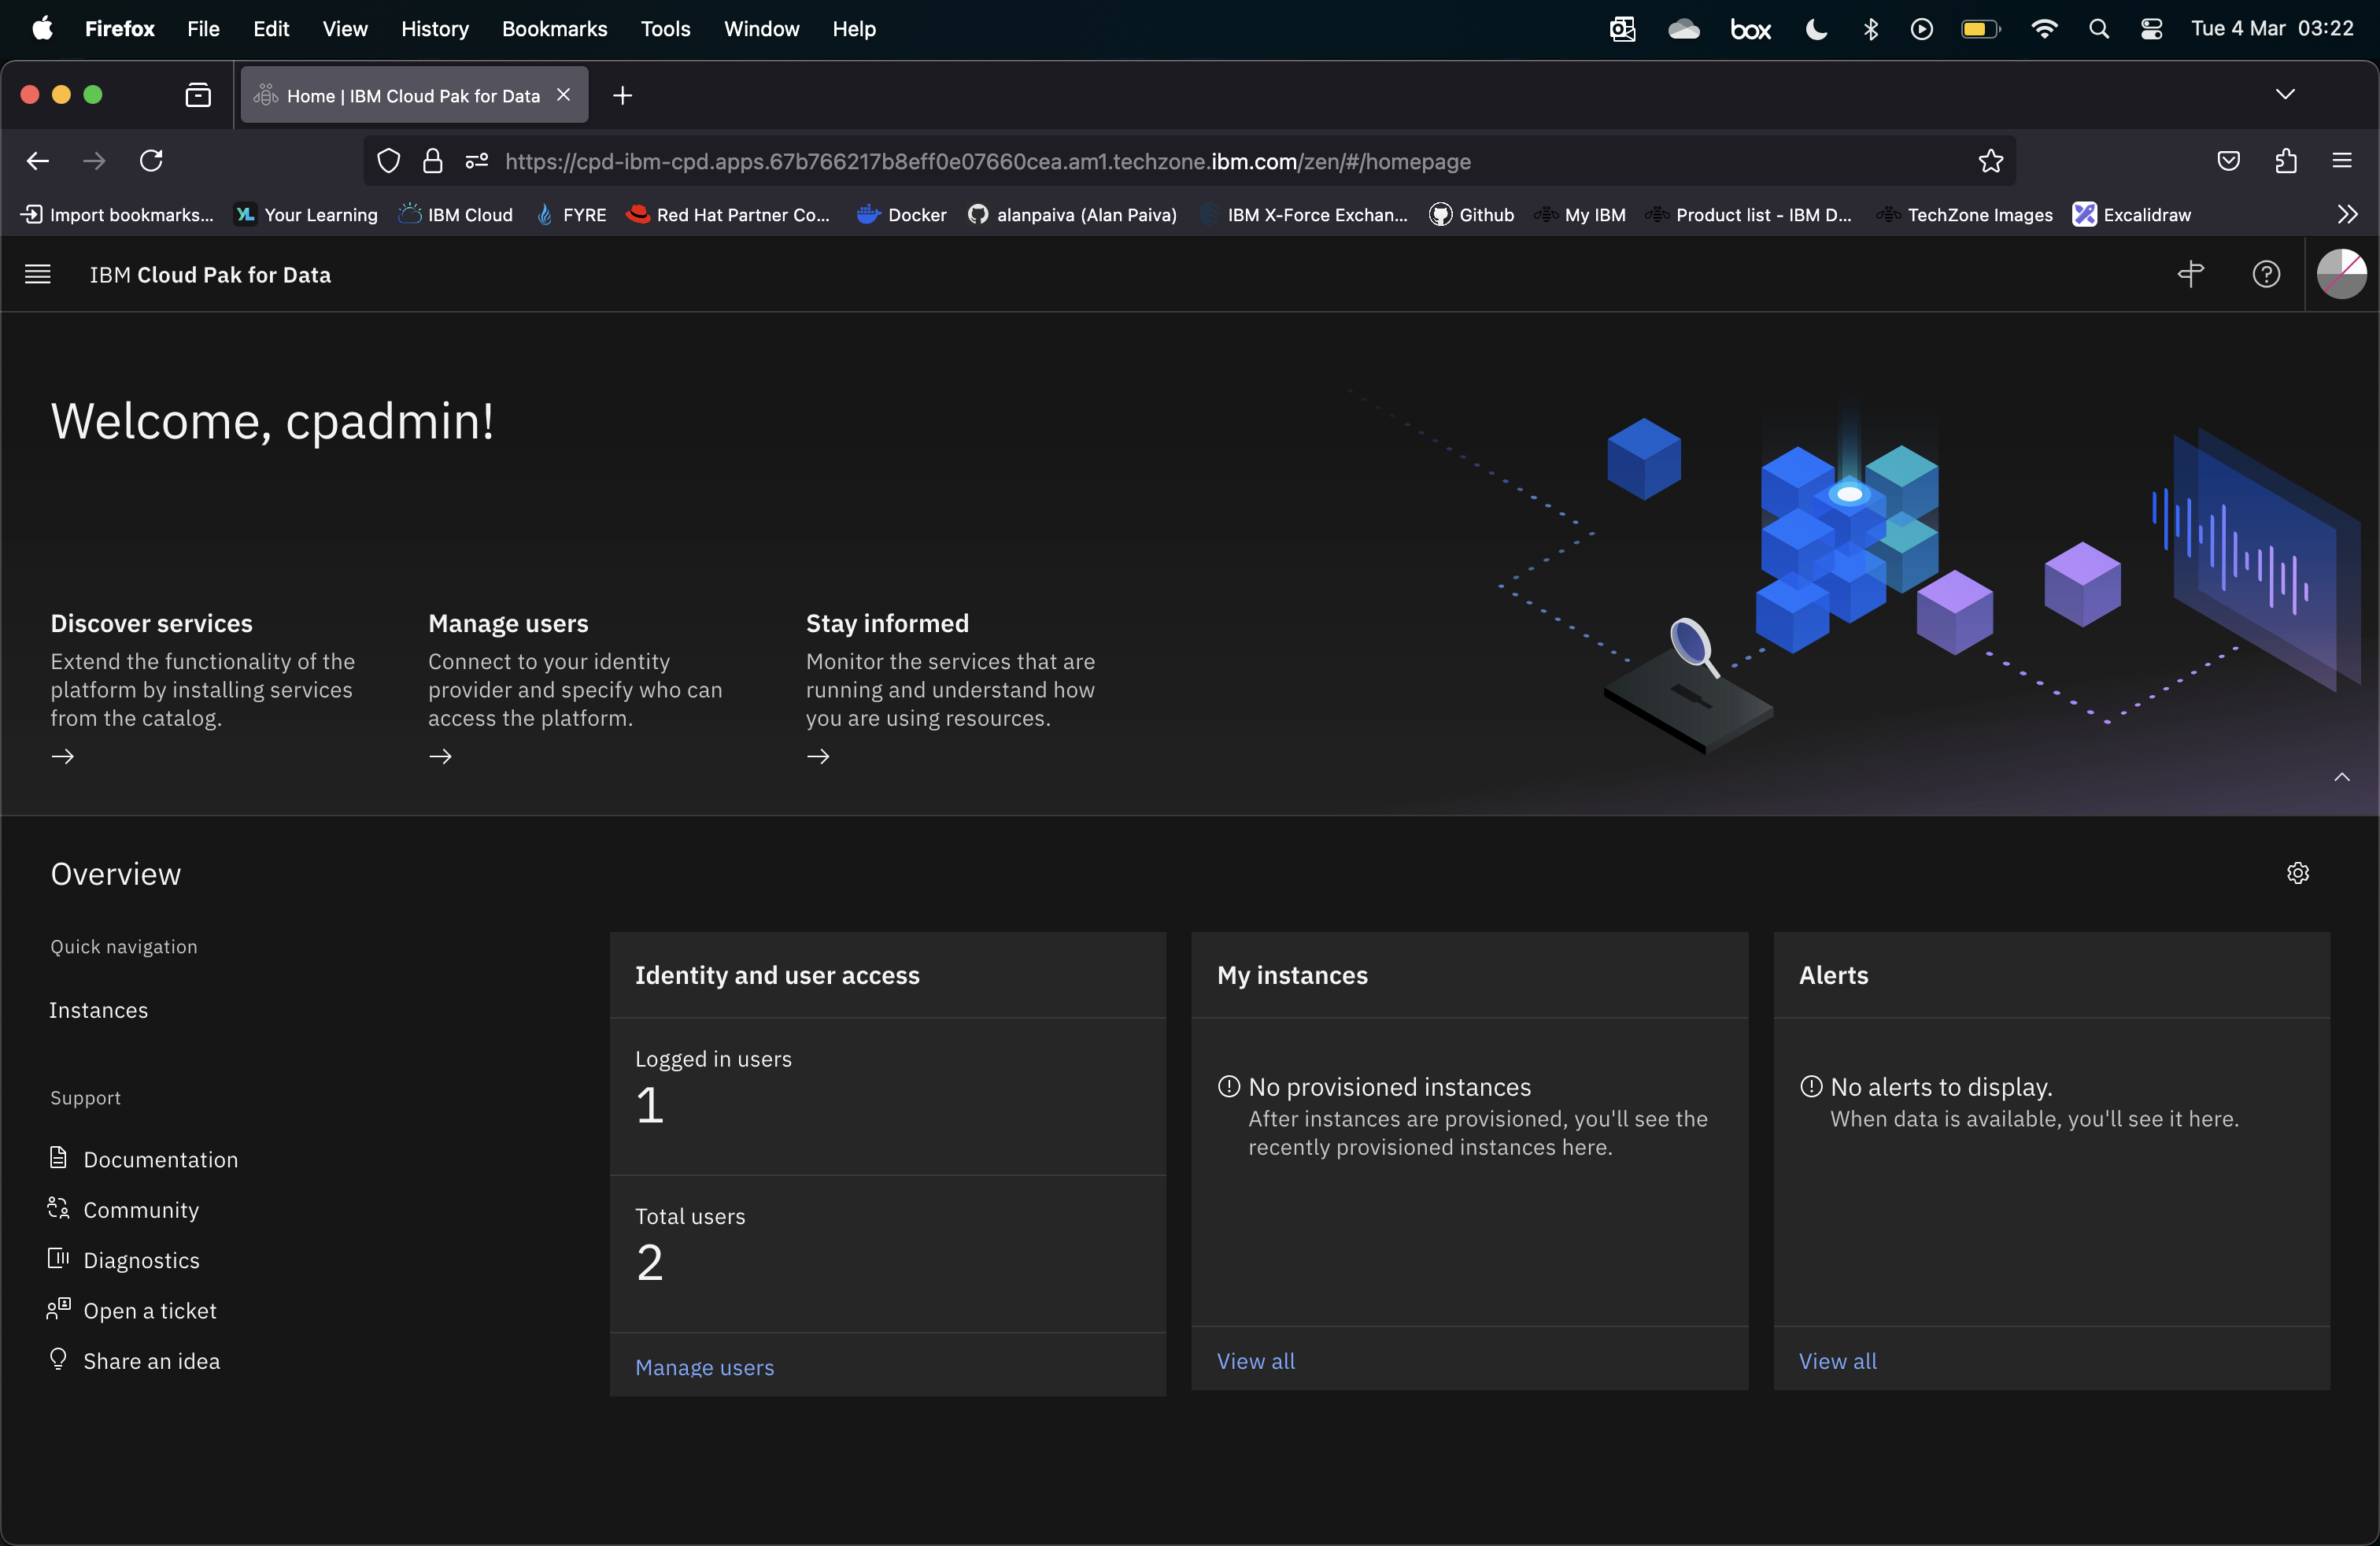 Firefox File Edit View History Bookmarks Tools Window Help
box
Tue 4 Mar 03:22
Home | IBM Cloud Pak for Data
https://cpd-ibm-cpd.apps.67b766217b8eff0e07660cea.am1.techzone.ibm.com/zen/#/homepage
Import bookmarks... YL Your Learning IBM Cloud FYRE Red Hat Partner Co... Docker alanpaiva (Alan Paiva) IBM X-Force Exchan... Github My IBM Product list - IBM D... TechZone Images Excalidraw
IBM Cloud Pak for Data
Welcome, cpadmin!
Discover services
Extend the functionality of the
platform by installing services
from the catalog.
Manage users
Connect to your identity
provider and specify who can
access the platform.
Stay informed
Monitor the services that are
running and understand how
you are using resources.
Overview
Quick navigation
Instances
Support
Documentation
Community
Diagnostics
Open a ticket
Share an idea
Identity and user access
Logged in users
1
Total users
2
Manage users
My instances
No provisioned instances
After instances are provisioned, you'll see the
recently provisioned instances here.
View all
Alerts
No alerts to display.
When data is available, you'll see it here.
View all